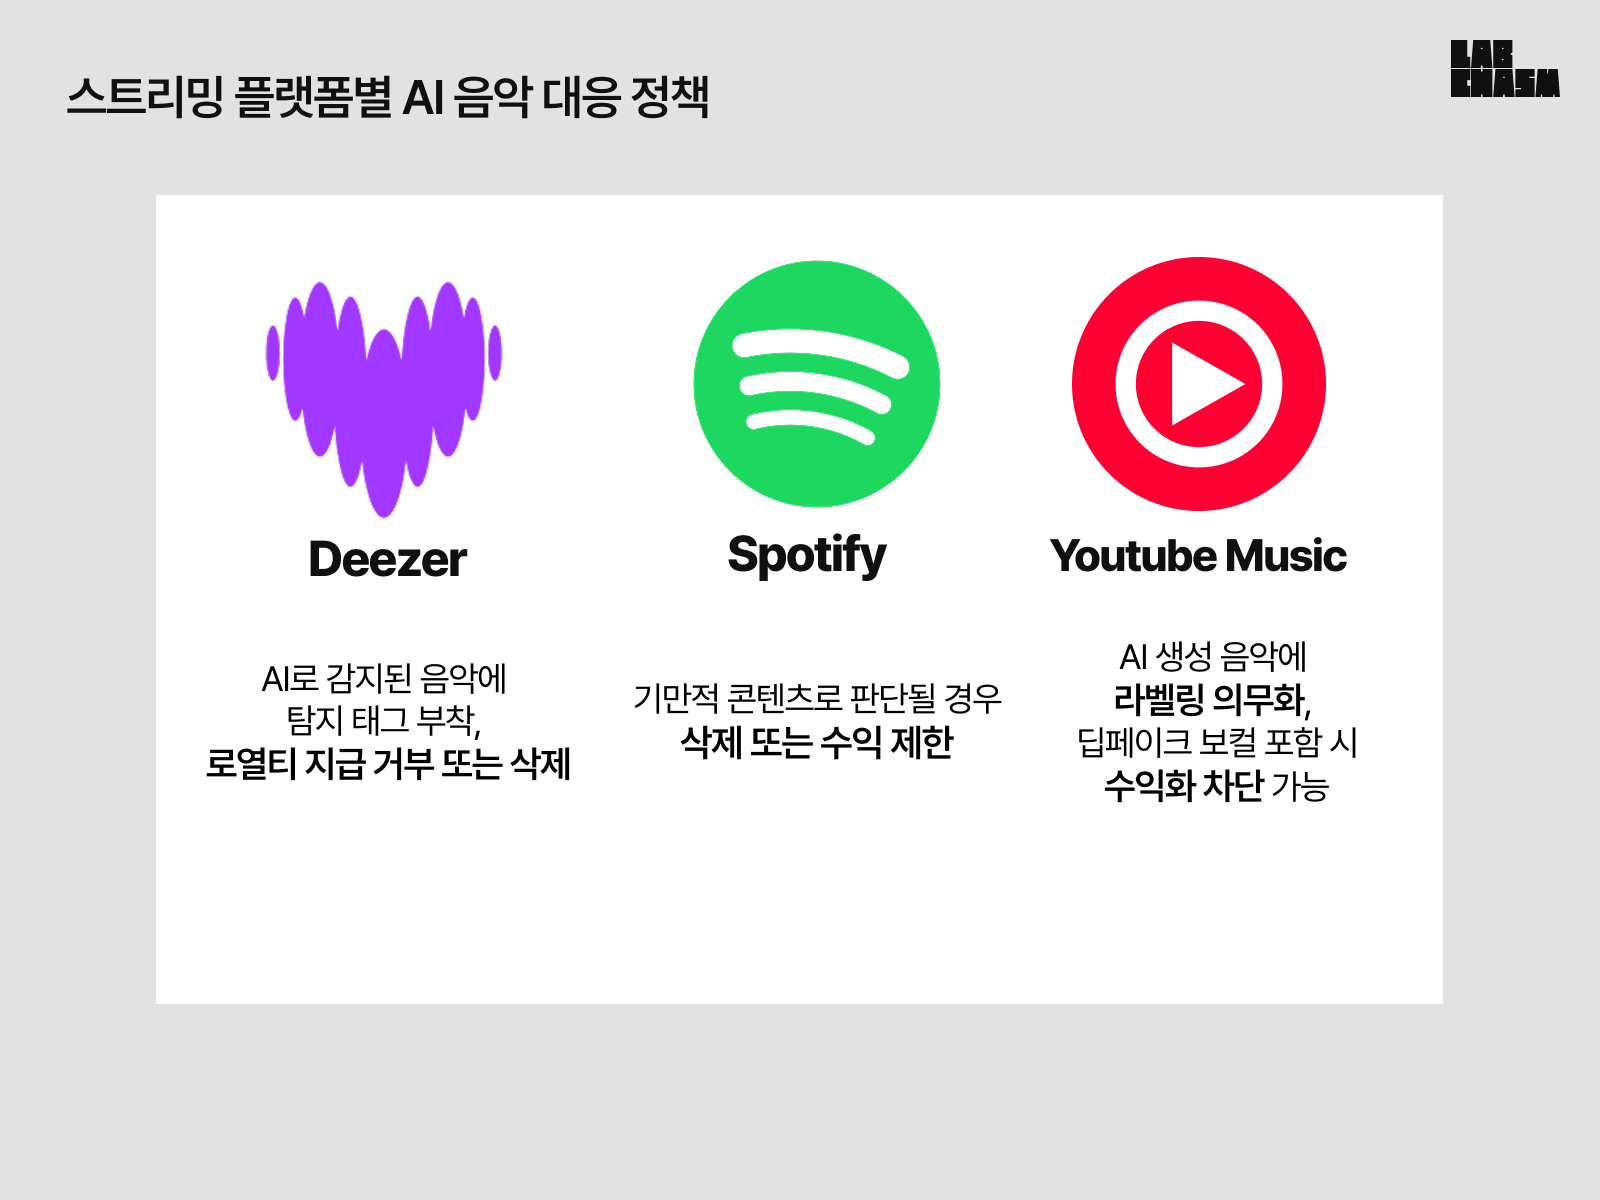 스트리밍 플랫폼별 AI 음악 대응 정책
LAB
CHASM
Deezer
AI로 감지된 음악에
탐지 태그 부착,
로열티 지급 거부 또는 삭제
Spotify
기만적 콘텐츠로 판단될 경우
삭제 또는 수익 제한
Youtube Music
AI 생성 음악에
라벨링 의무화,
딥페이크 보컬 포함 시
수익화 차단 가능